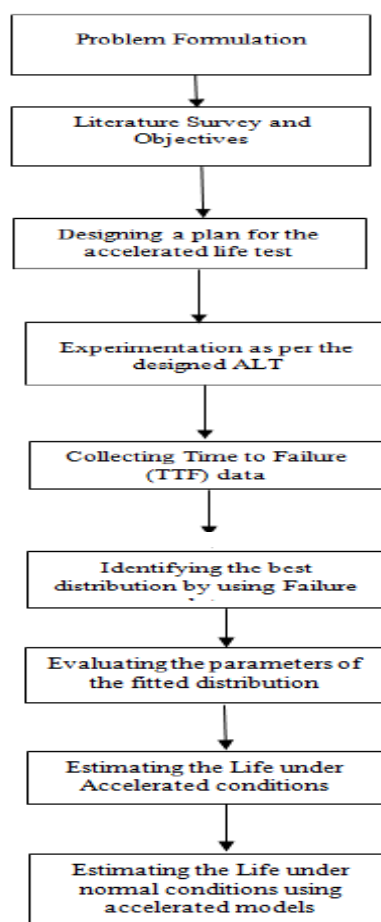 Problem Formulation
Literature Survey and
Objectives
Designing a plan for the
accelerated life test
Experimentation as per the
designed ALT
Collecting Time to Failure
(TTF) data
Identifying the best
distribution by using Failure
Evaluating the parameters of
the fitted distribution
Estimating the Life under
Accelerated conditions
Estimating the Life under
normal conditions using
accelerated models